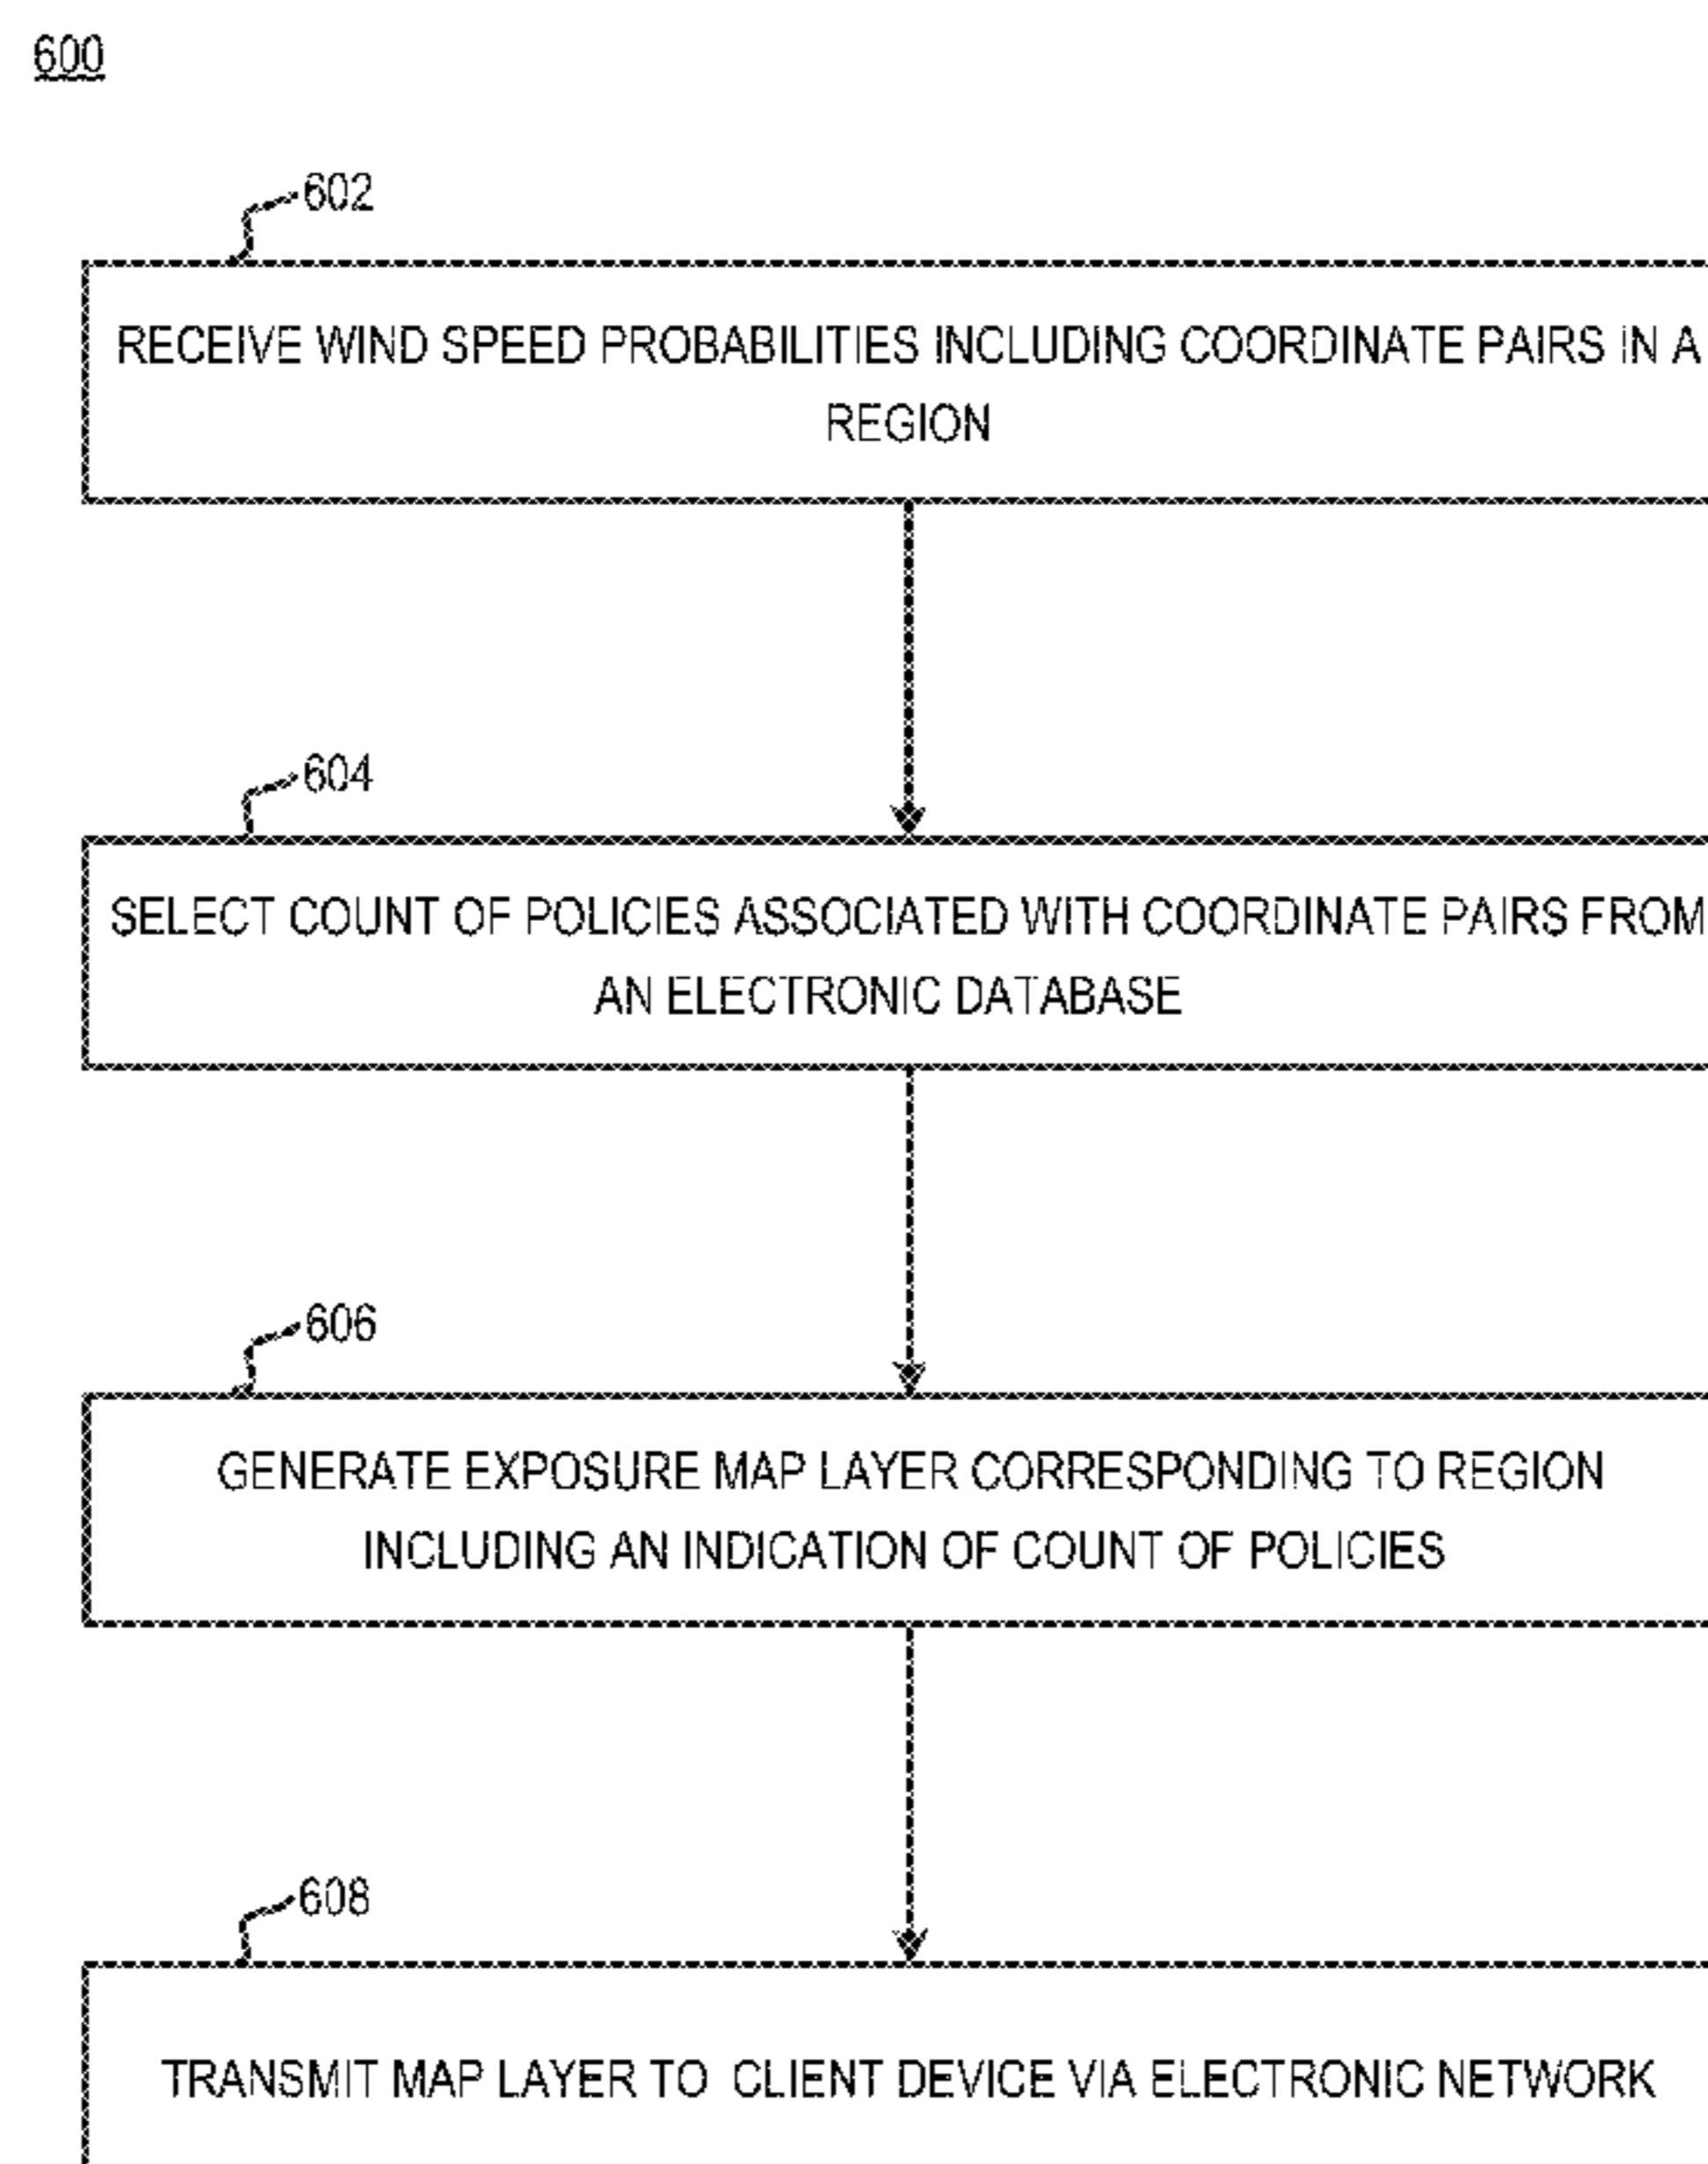 600
602
RECEIVE WIND SPEED PROBABILITIES INCLUDING COORDINATE PAIRS IN A
REGION
604
SELECT COUNT OF POLICIES ASSOCIATED WITH COORDINATE PAIRS FROM
AN ELECTRONIC DATABASE
606
GENERATE EXPOSURE MAP LAYER CORRESPONDING TO REGION
INCLUDING AN INDICATION OF COUNT OF POLICIES
608
TRANSMIT MAP LAYER TO CLIENT DEVICE VIA ELECTRONIC NETWORK